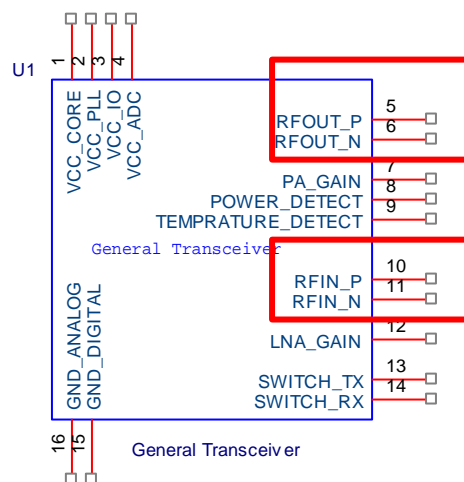 1
2
3
4
U1
VCC_CORE
VCC_PLL
VCC_IO
VCC_ADC
RFOUT_P
5
RFOUT_N
6
PA_GAIN
7
POWER_DETECT
8
TEMPRATURE_DETECT
9
General Transceiver
RFIN_P
10
RFIN_N
11
LNA_GAIN
12
SWITCH_TX
13
SWITCH_RX
14
GND_ANALOG
GND_DIGITAL
16
15
General Transceiver